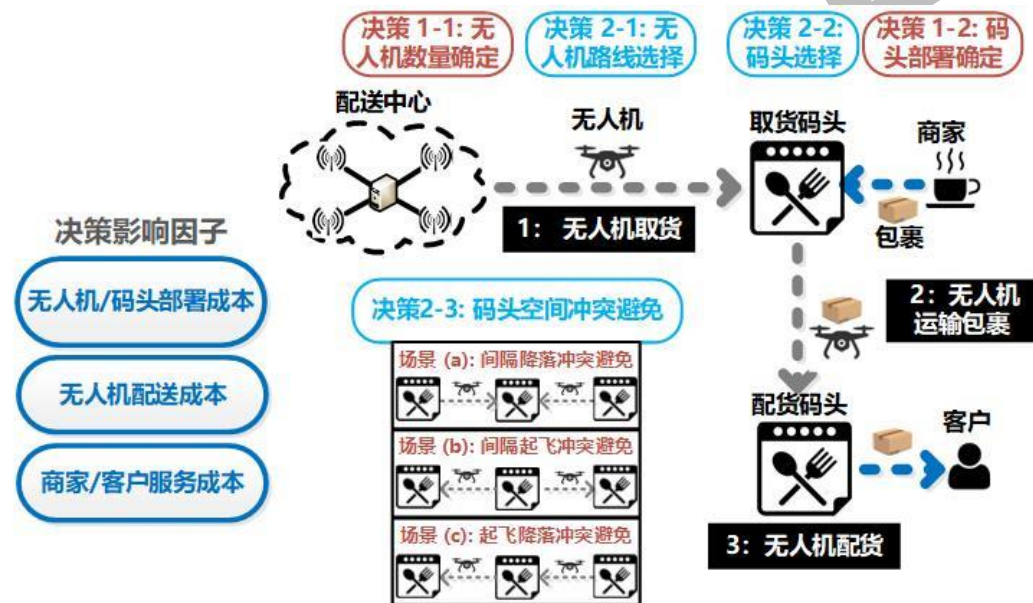 决策 1-1: 无
人机数量确定
决策 2-1: 无
人机路线选择
决策 2-2:
码头选择
决策 1-2: 码
头部署确定
配送中心
无人机
取货码头
商家
1： 无人机取货
包裹
决策影响因子
无人机/码头部署成本
无人机配送成本
商家/客户服务成本
决策2-3: 码头空间冲突避免
场景 (a): 间隔降落冲突避免
场景 (b): 间隔起飞冲突避免
场景 (c): 起飞降落冲突避免
2：无人机
运输包裹
配货码头
客户
3：无人机配货